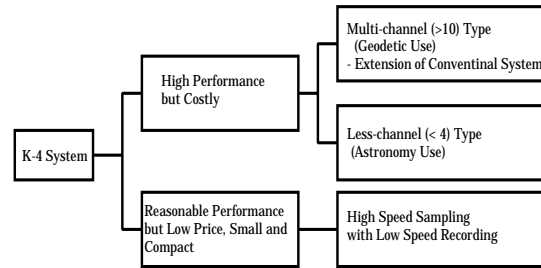 K-4 System
High Performance
but Costly
Multi-channel (>10) Type
(Geodetic Use)
- Extension of Conventinal System
Less-channel (< 4) Type
(Astronomy Use)
Reasonable Performance
but Low Price, Small and
Compact
High Speed Sampling
with Low Speed Recording